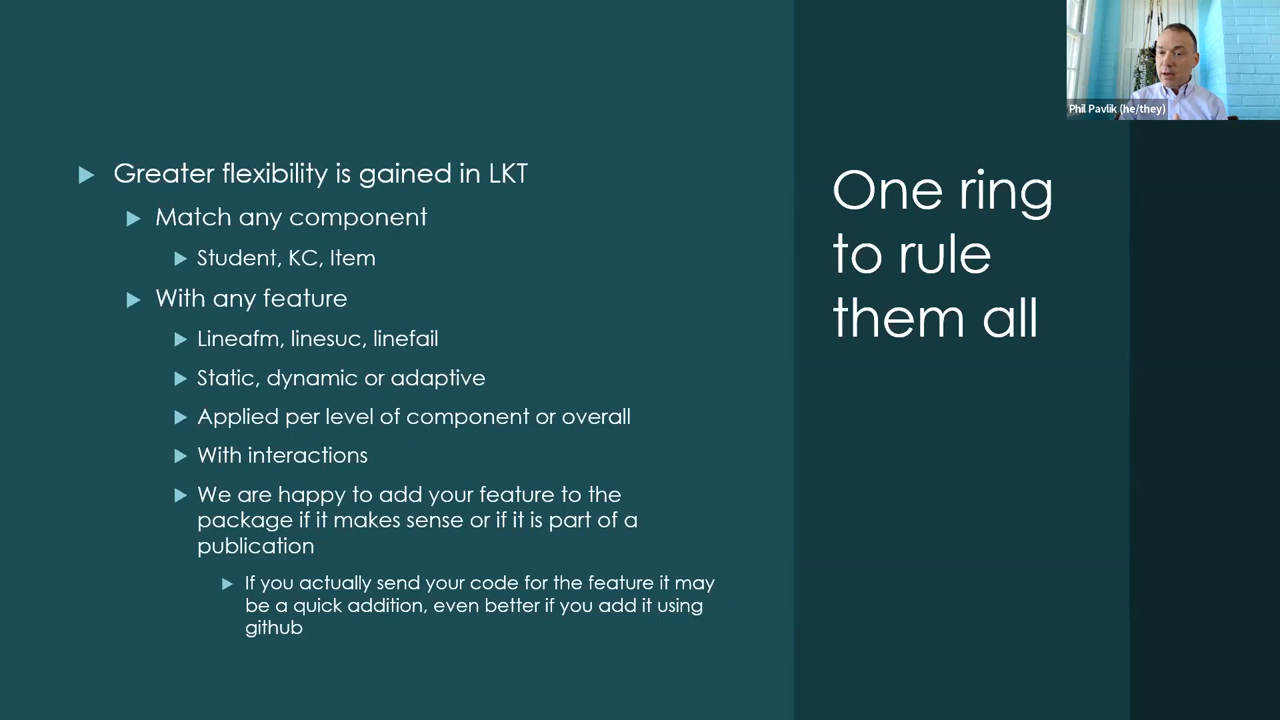 Greater flexibility is gained in LKT
Match any component
Student, KC, Item
With any feature
Lineafm, linesuc, linefail
Static, dynamic or adaptive
Applied per level of component or overall
With interactions
We are happy to add your feature to the
package if it makes sense or if it is part of a
publication
If you actually send your code for the feature it may
be a quick addition, even better if you add it using
github
One ring
to rule
them all
Phil Pavlik (he/they)